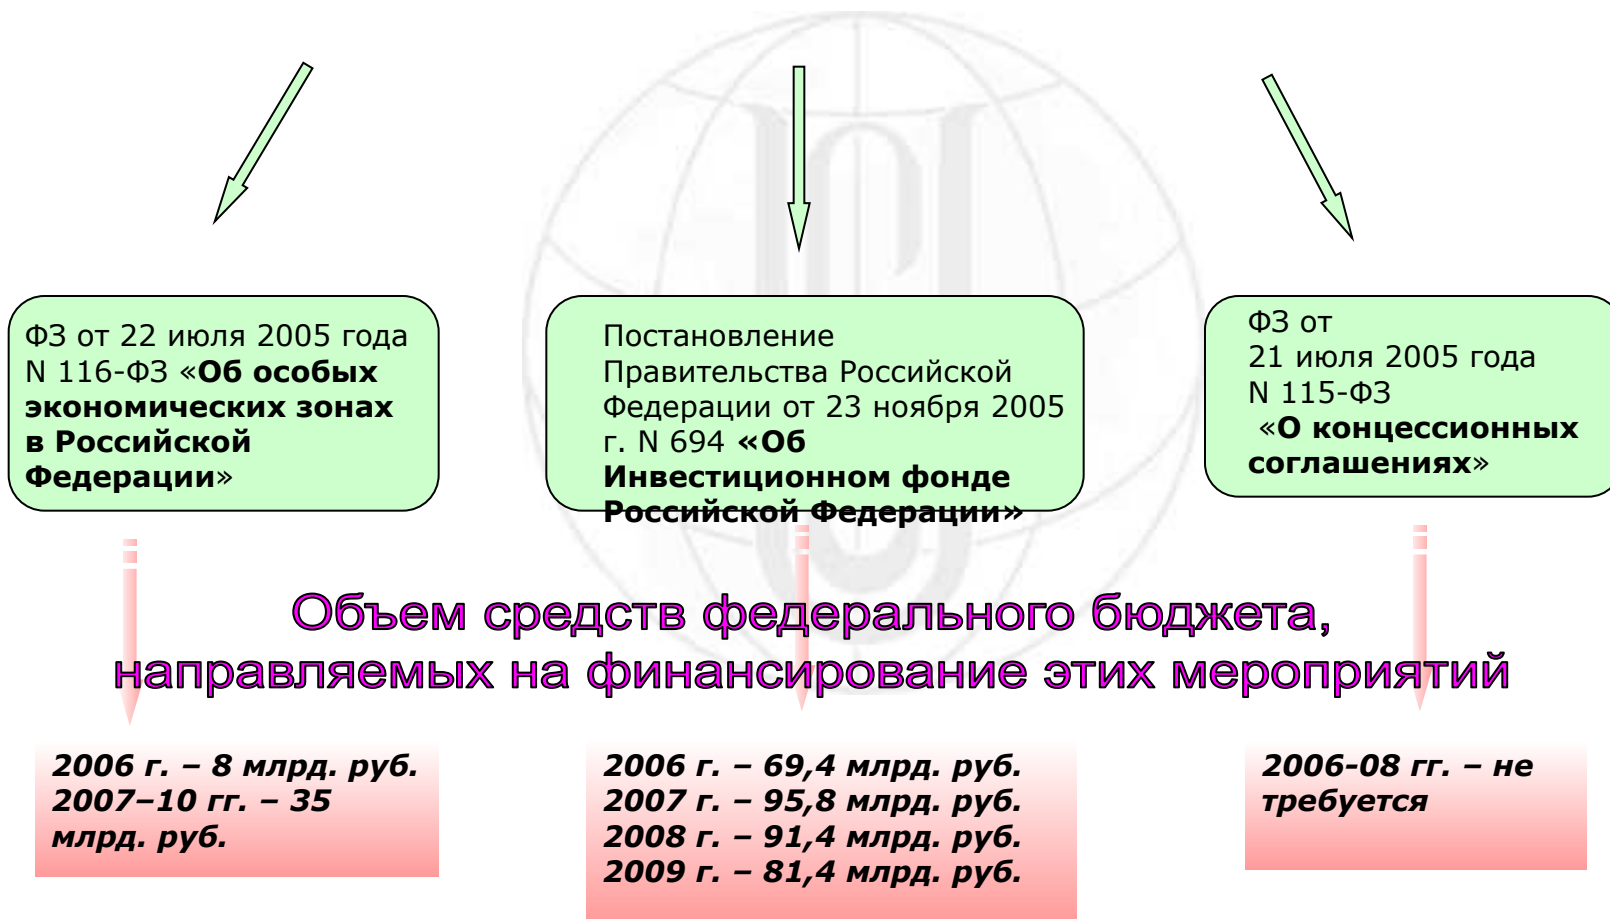 ФЗ от 22 июля 2005 года
N 116-ФЗ «Об особых
экономических зонах
в Российской
Федерации»
Постановление
Правительства Российской
Федерации от 23 ноября 2005
г. N 694 «Об
Инвестиционном фонде
Российской Федерации»
ФЗ от
21 июля 2005 года
N 115-ФЗ
«О концессионных
соглашениях»
Объем средств федерального бюджета,
направляемых на финансирование этих мероприятий
2006 г. – 8 млрд. руб.
2007–10 гг. – 35
млрд. руб.
2006 г. – 69,4 млрд. руб.
2007 г. – 95,8 млрд. руб.
2008 г. – 91,4 млрд. руб.
2009 г. – 81,4 млрд. руб.
2006-08 гг. – не
требуется